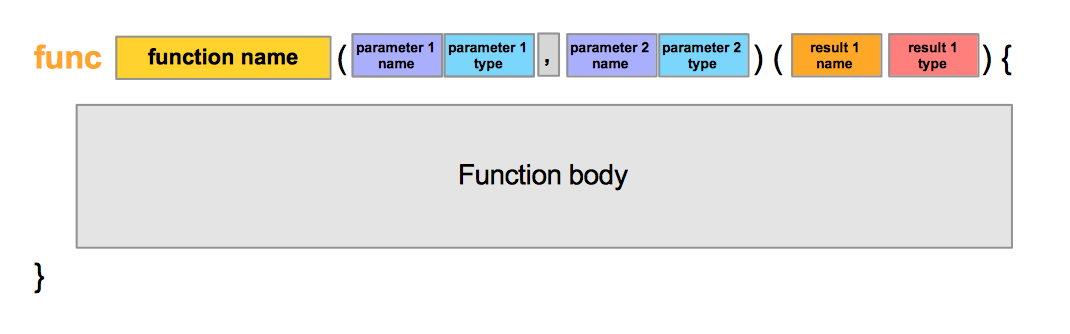 func function name ( parameter 1 name parameter 1 type , parameter 2 name parameter 2 type ) ( result 1 name result 1 type ) {
Function body
}